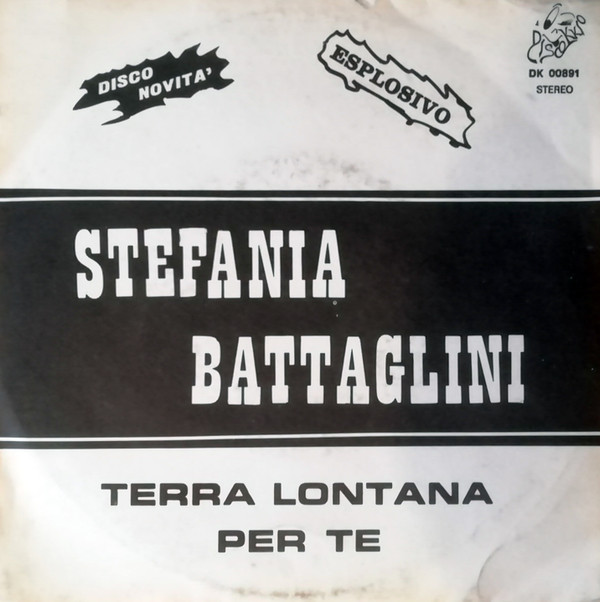 DISCO
NOVITA'
ESPLOSIVO
DK 00891
STEREO
STEFANIA
BATTAGLINI
TERRA LONTANA
PER TE